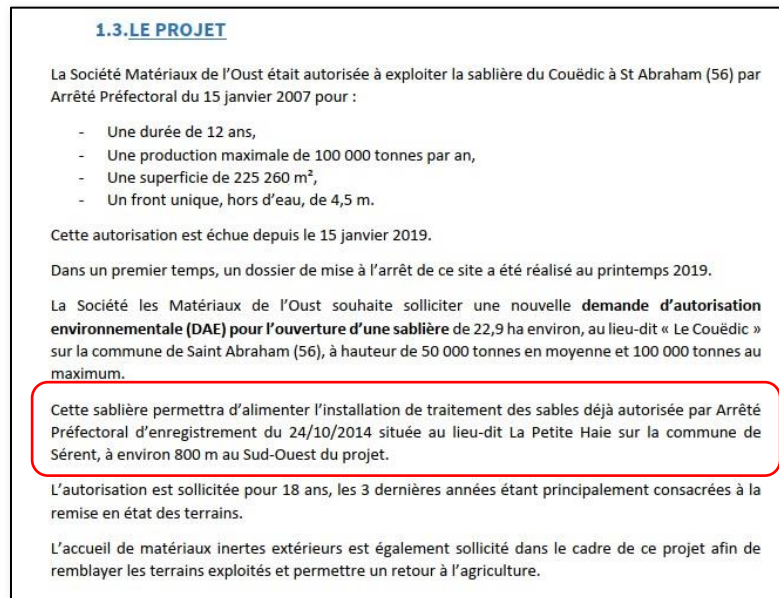 1.3.LE PROJET
La Société Matériaux de l'Oust était autorisée à exploiter la sablière du Couëdic à St Abraham (56) par
Arrêté Préfectoral du 15 janvier 2007 pour :
- Une durée de 12 ans,
- Une production maximale de 100 000 tonnes par an,
- Une superficie de 225 260 m²,
- Un front unique, hors d'eau, de 4,5 m.
Cette autorisation est échue depuis le 15 janvier 2019.
Dans un premier temps, un dossier de mise à l'arrêt de ce site a été réalisé au printemps 2019.
La Société les Matériaux de l'Oust souhaite solliciter une nouvelle demande d'autorisation
environnementale (DAE) pour l'ouverture d'une sablière de 22,9 ha environ, au lieu-dit « Le Couëdic »
sur la commune de Saint Abraham (56), à hauteur de 50 000 tonnes en moyenne et 100 000 tonnes au
maximum.
Cette sablière permettra d'alimenter l'installation de traitement des sables déjà autorisée par Arrêté
Préfectoral d'enregistrement du 24/10/2014 située au lieu-dit La Petite Haie sur la commune de
Sérent, à environ 800 m au Sud-Ouest du projet.
L'autorisation est sollicitée pour 18 ans, les 3 dernières années étant principalement consacrées à la
remise en état des terrains.
L'accueil de matériaux inertes extérieurs est également sollicité dans le cadre de ce projet afin de
remblayer les terrains exploités et permettre un retour à l'agriculture.